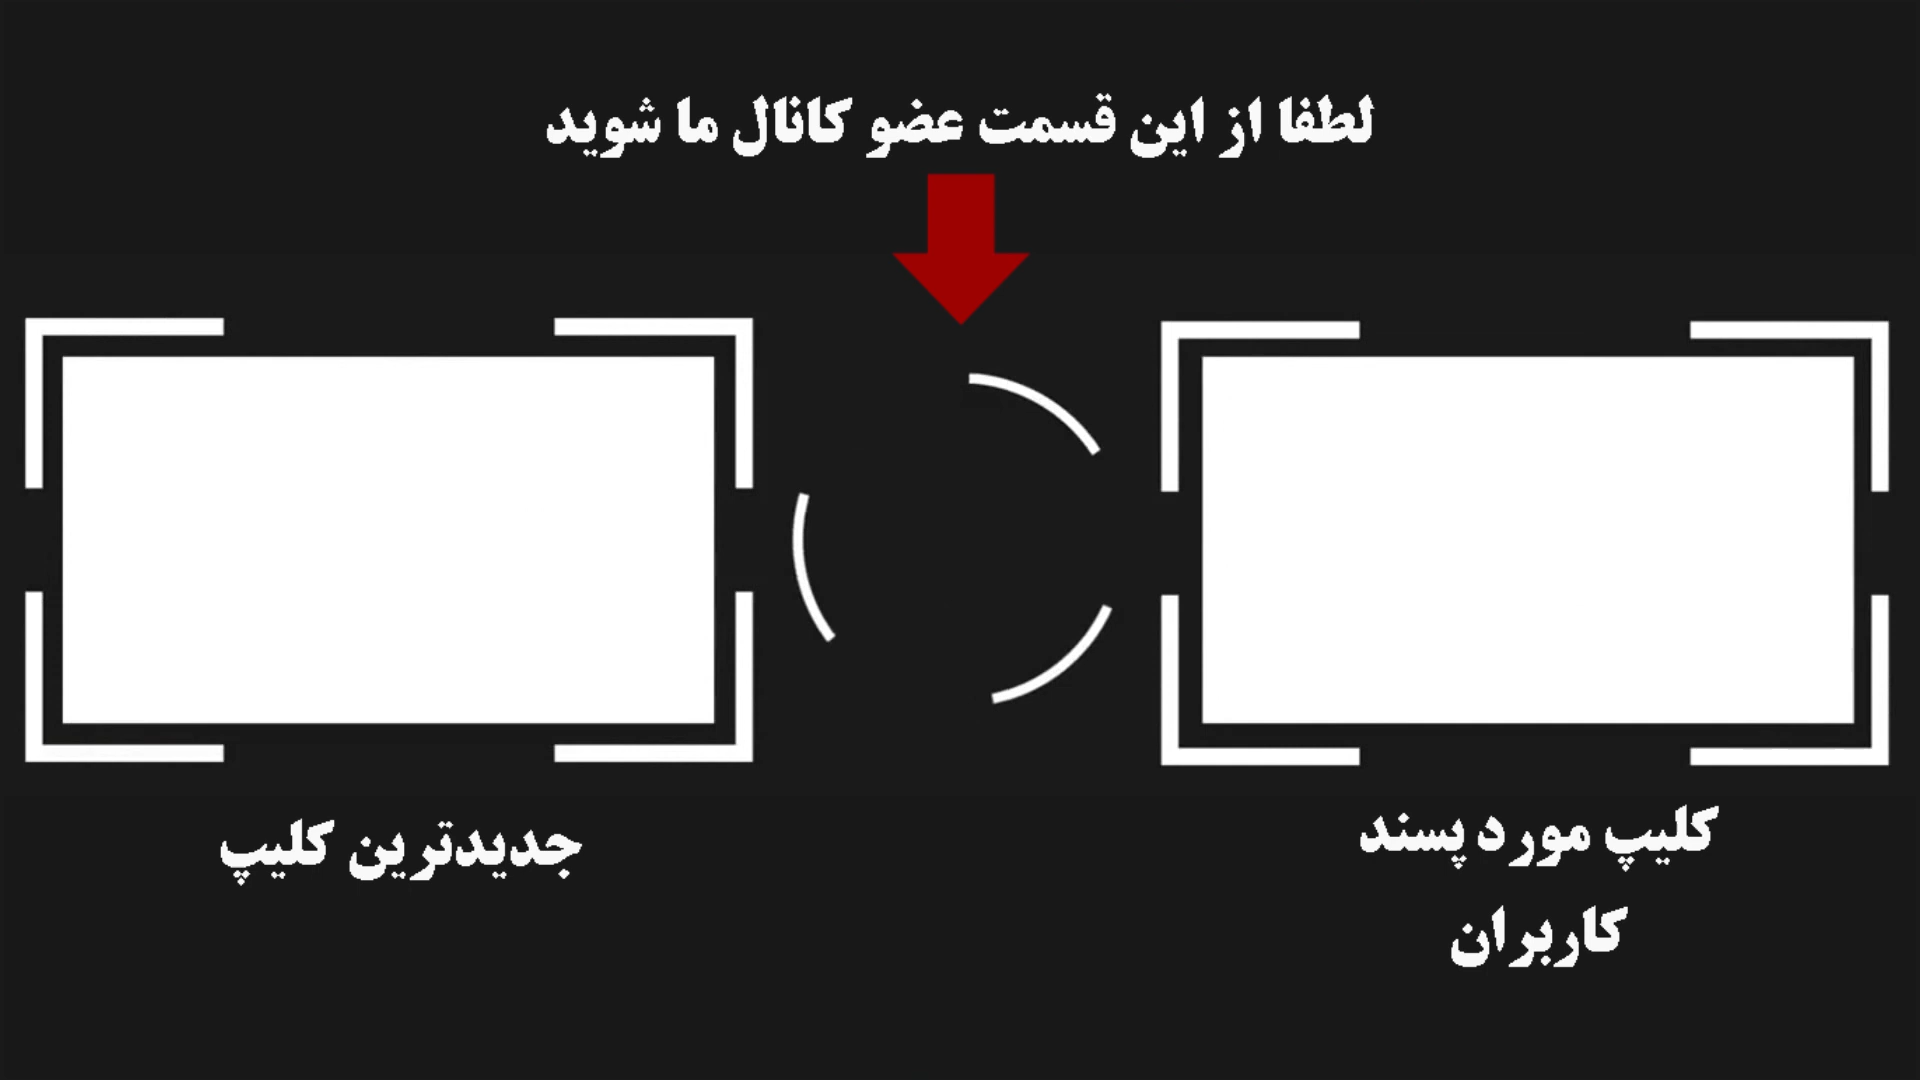 لطفا از این قسمت عضو کانال ما شوید
کلیپ مورد پسند
کاربران
جدیدترین کلیپ